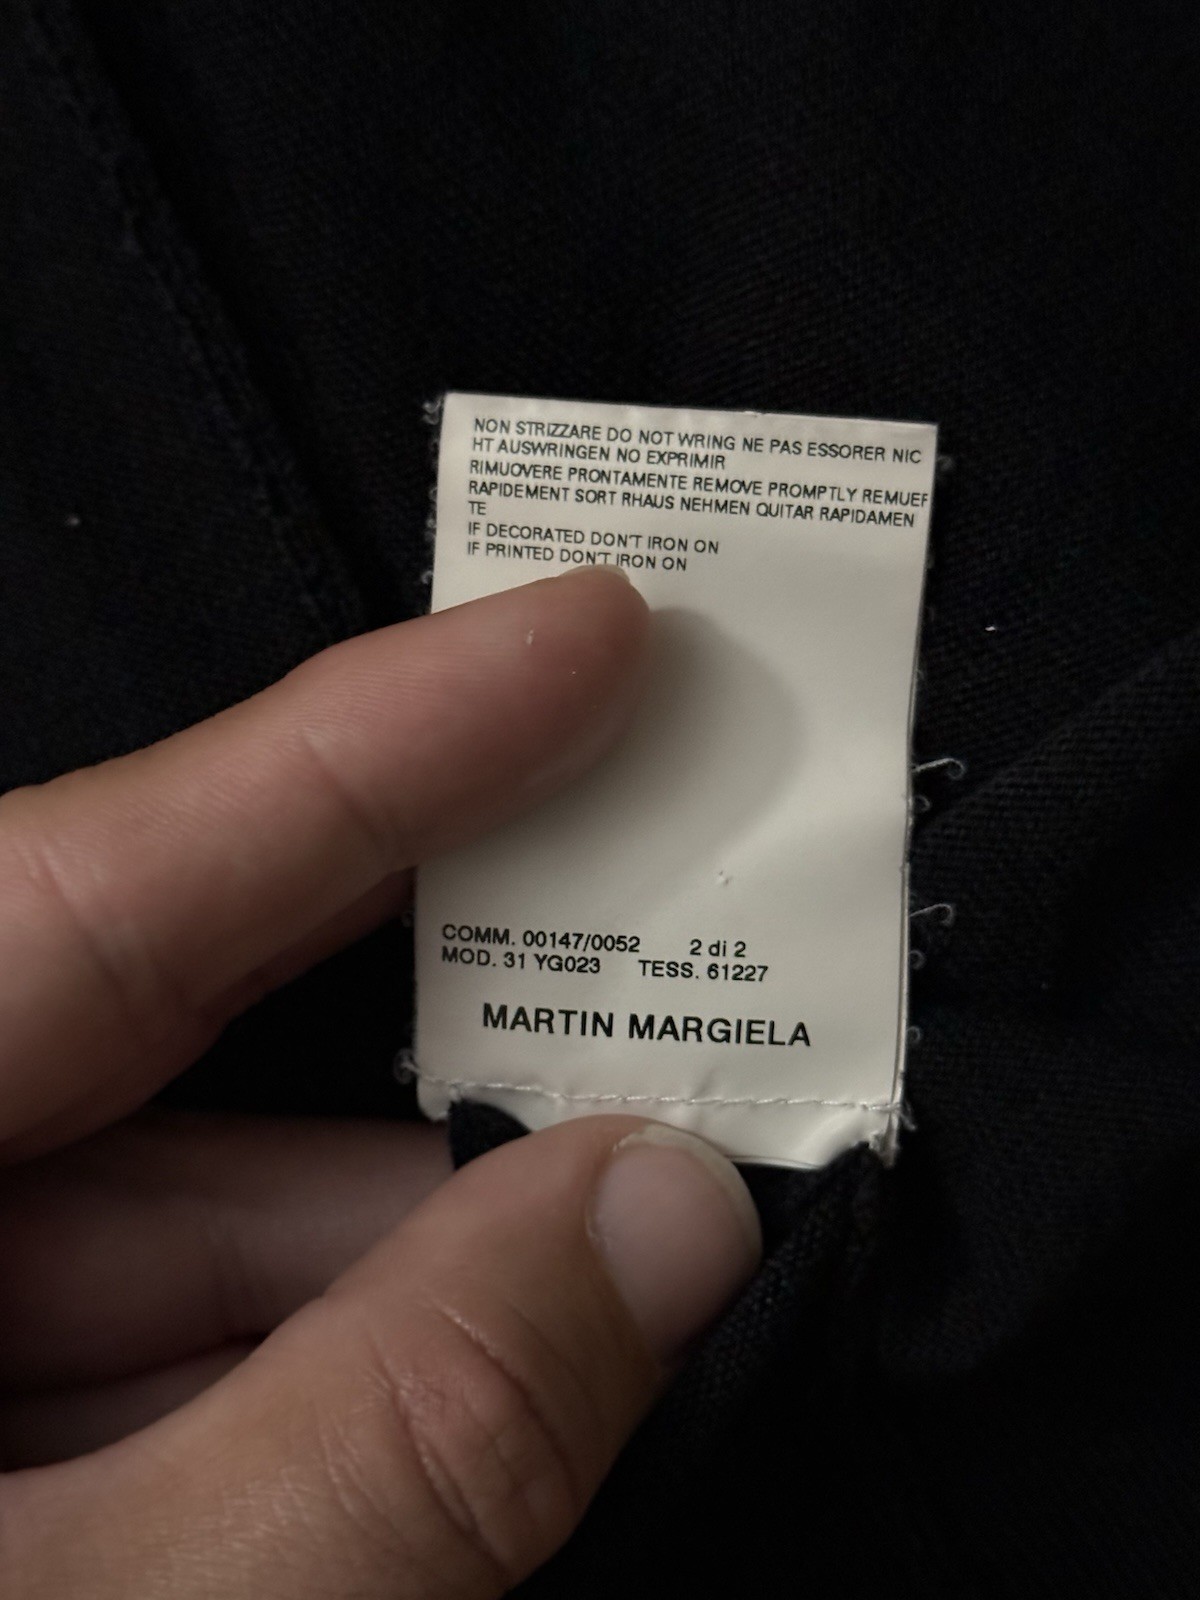 NON STRIZZARE DO NOT WRING NE PAS ESSORER NIC
HT AUSWRINGEN NO EXPRIMIR
RIMUOVERE PRONTAMENTE REMOVE PROMPTLY REMUEF
RAPIDEMENT SORT RHAUS NEHMEN QUITAR RAPIDAMEN
TE
IF DECORATED DON'T IRON ON
IF PRINTED DON'T IRON ON
COMM. 00147/0052 2 di 2
MOD. 31 YG023 TESS. 61227
MARTIN MARGIELA